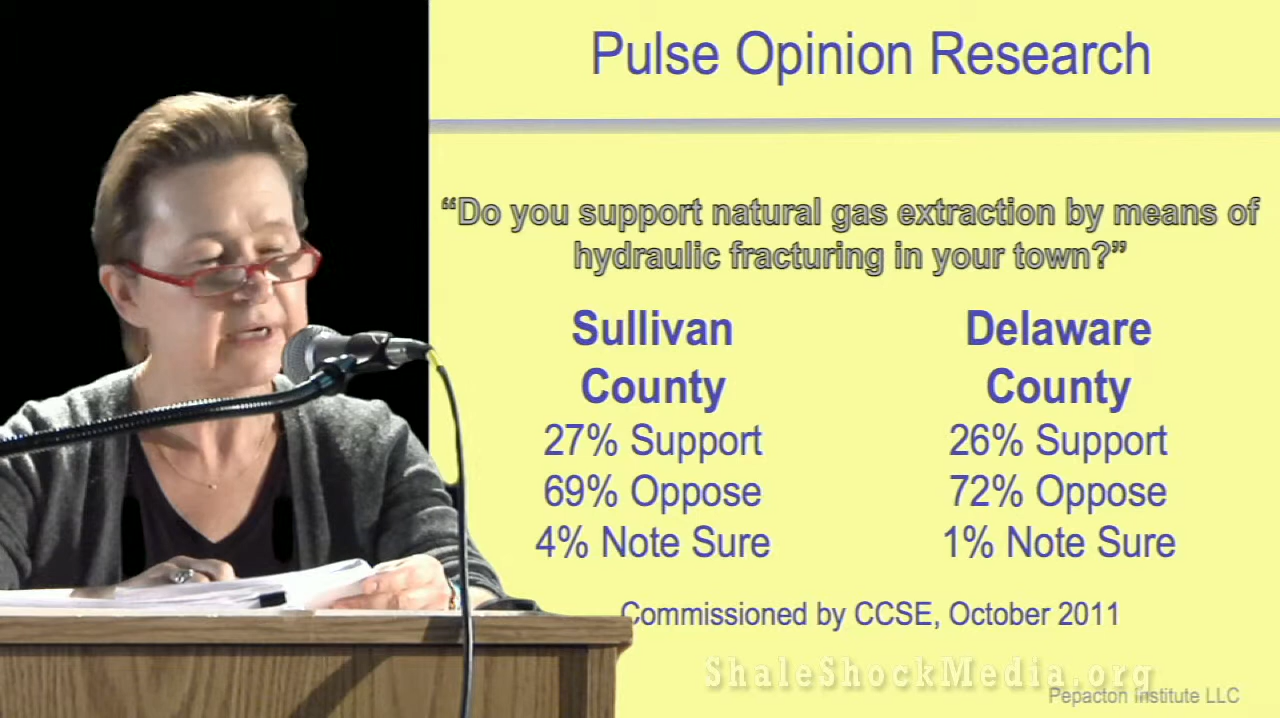 Pulse Opinion Research
“Do you support natural gas extraction by means of
hydraulic fracturing in your town?”
Sullivan
County
27% Support
69% Oppose
4% Note Sure
Delaware
County
26% Support
72% Oppose
1% Note Sure
Commissioned by CCSE, October 2011
ShaleShockMedia.org
Pepacton Institute LLC